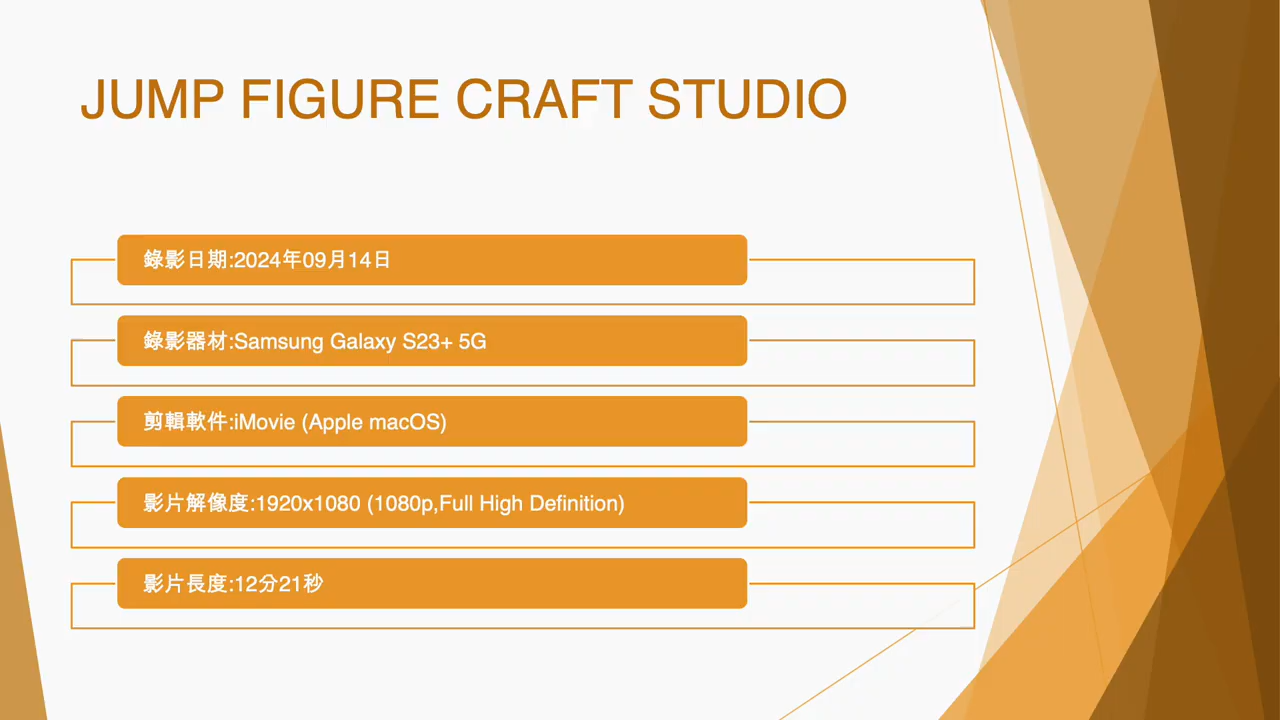 JUMP FIGURE CRAFT STUDIO
錄影日期:2024年09月14日
錄影器材:Samsung Galaxy S23+ 5G
剪輯軟件:iMovie (Apple macOS)
影片解像度:1920x1080 (1080p,Full High Definition)
影片長度:12分21秒